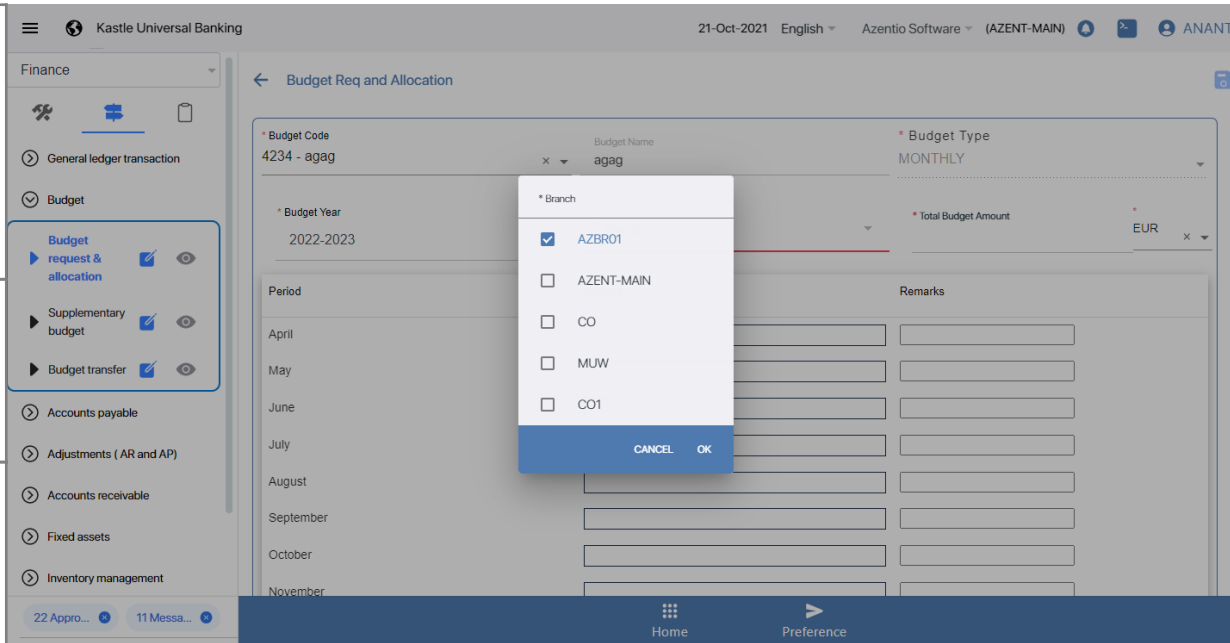 Kastle Universal Banking
21-Oct-2021 English Azentio Software (AZENT-MAIN) ANANT
Finance
General ledger transaction
Budget
Budget
request &
allocation
Supplementary
budget
Budget transfer
Accounts payable
Adjustments ( AR and AP)
Accounts receivable
Fixed assets
Inventory management
22 Appro... 11 Messa...
Budget Req and Allocation
* Budget Code
4234 - agag
Budget Name
agag
* Budget Type
MONTHLY
* Budget Year
2022-2023
* Total Budget Amount
*
EUR
* Branch
AZBR01
AZENT-MAIN
CO
MUW
CO1
CANCEL OK
Period Remarks
April
May
June
July
August
September
October
November
Home Preference